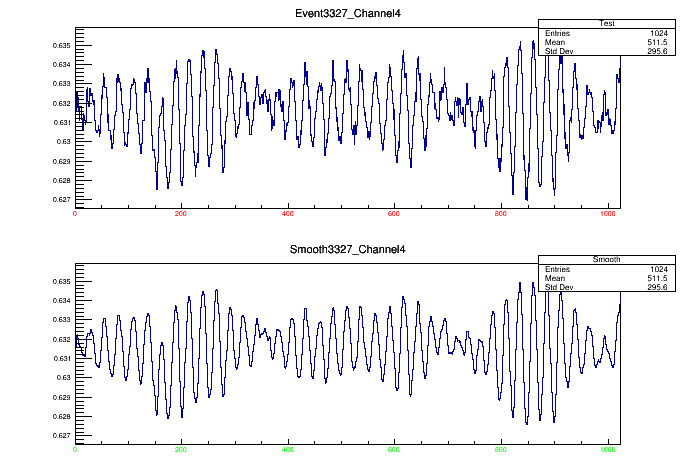 Event3327_Channel4
Test
Entries 1024
Mean 511.5
Std Dev 295.6
0.635
0.634
0.633
0.632
0.631
0.63
0.629
0.628
0.627
0 200 400 600 800 1000
Smooth3327_Channel4
Smooth
Entries 1024
Mean 511.5
Std Dev 295.6
0.635
0.634
0.633
0.632
0.631
0.63
0.629
0.628
0.627
0 200 400 600 800 1000